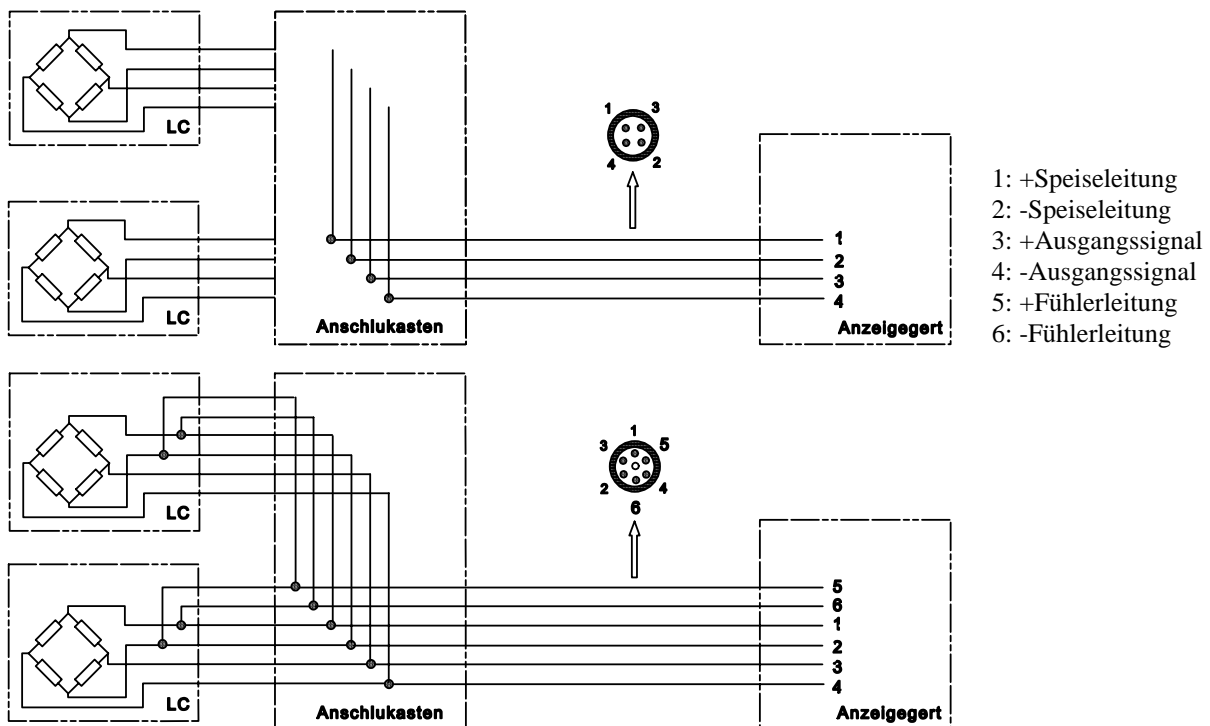 LC
1 3
4 2
LC
1
2
3
4
Anschlukasten
Anzeigegert
1: +Speiseleitung
2: -Speiseleitung
3: +Ausgangssignal
4: -Ausgangssignal
5: +Fühlerleitung
6: -Fühlerleitung
LC
1
3 5
2 4
6
LC
5
6
1
2
3
4
Anschlukasten
Anzeigegert